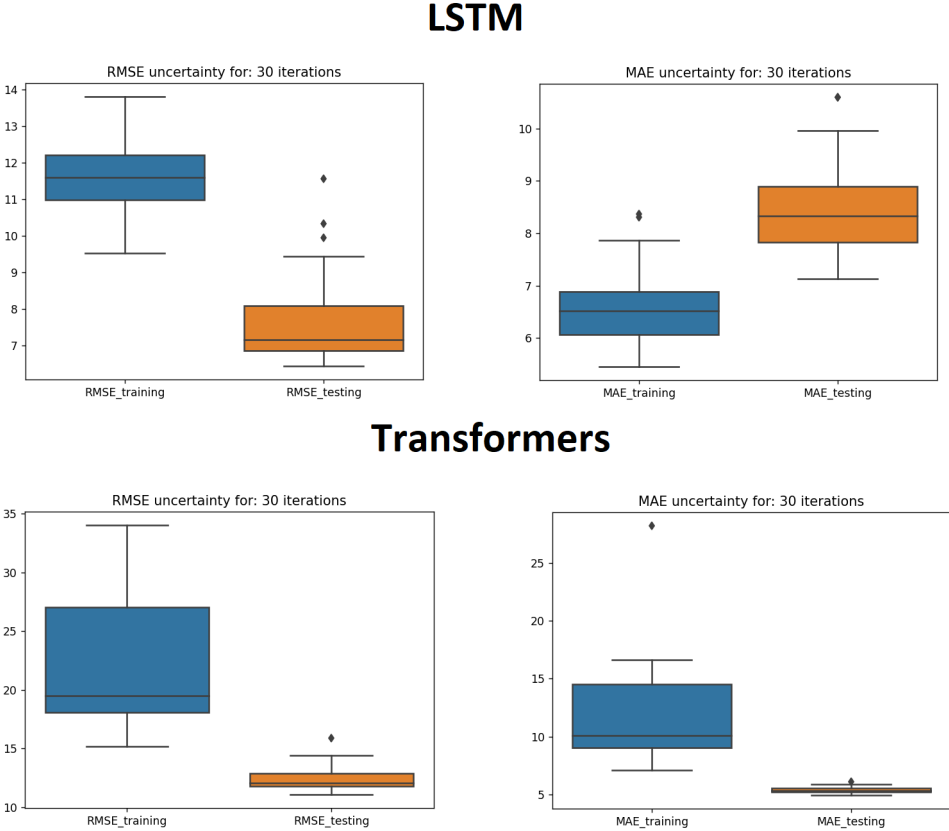 LSTM
RMSE uncertainty for: 30 iterations
14
13
12
11
10
9
8
7
RMSE_training RMSE_testing
MAE uncertainty for: 30 iterations
10
9
8
7
6
MAE_training MAE_testing
Transformers
RMSE uncertainty for: 30 iterations
35
30
25
20
15
10
RMSE_training RMSE_testing
MAE uncertainty for: 30 iterations
25
20
15
10
5
MAE_training MAE_testing